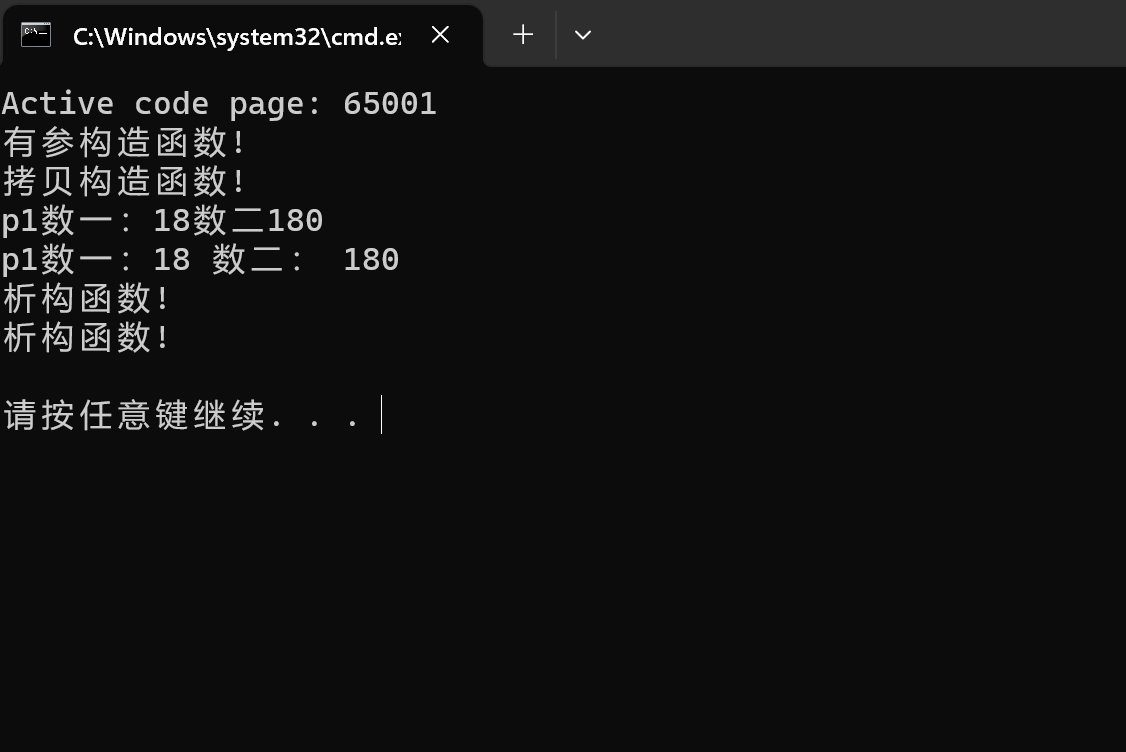 C:\Windows\system32\cmd.e
Active code page: 65001
有参构造函数!
拷贝构造函数!
p1数一：18数二180
p1数一：18 数二： 180
析构函数!
析构函数!
请按任意键继续. . .